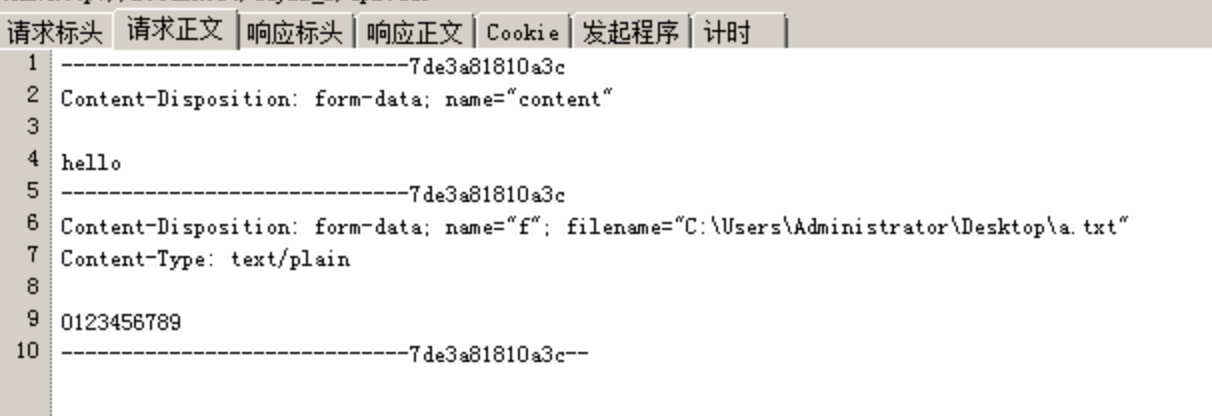 请求标头 请求正文 响应标头 响应正文 Cookie 发起程序 计时
1 -----------------------------7de3a81810a3c
2 Content-Disposition: form-data; name="content"
3
4 hello
5 -----------------------------7de3a81810a3c
6 Content-Disposition: form-data; name="f"; filename="C:\Users\Administrator\Desktop\a.txt"
7 Content-Type: text/plain
8
9 0123456789
10 -----------------------------7de3a81810a3c--